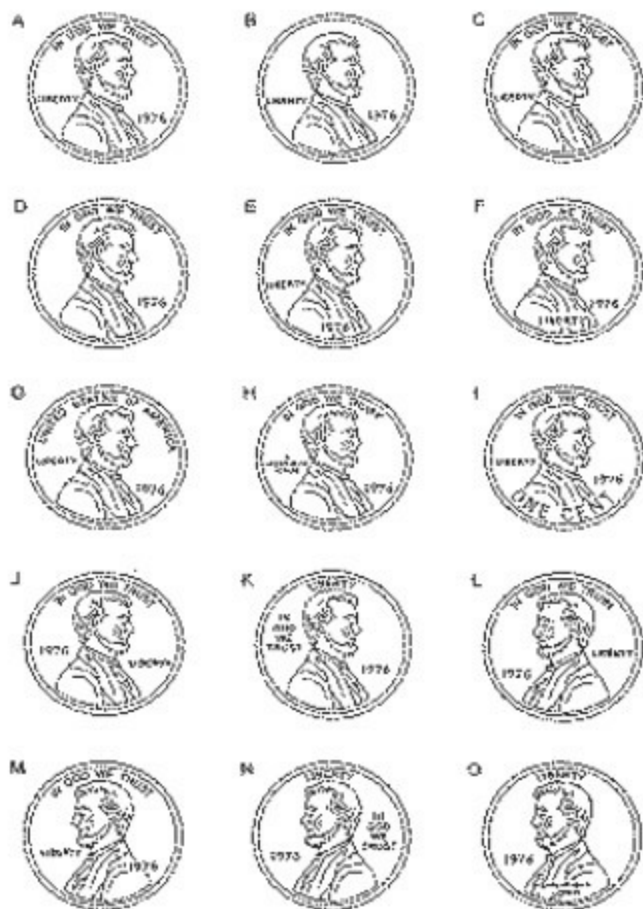 A
IN GOD WE TRUST
LIBERTY
1976
B
LIBERTY
1976
C
IN GOD WE TRUST
LIBERTY
D
IN GOD WE TRUST
1976
E
IN GOD WE TRUST
LIBERTY
1976
F
IN GOD WE TRUST
1976
LIBERTY
G
UNITED STATES OF AMERICA
LIBERTY
1976
H
IN GOD WE TRUST
1976
I
IN GOD WE TRUST
LIBERTY
1976
ONE CENT
J
IN GOD WE TRUST
1976
LIBERTY
K
LIBERTY
IN
GOD
WE
TRUST
1976
L
IN GOD WE TRUST
LIBERTY
1976
M
IN GOD WE TRUST
LIBERTY
1976
N
LIBERTY
1976
IN
GOD
WE
TRUST
O
LIBERTY
1976